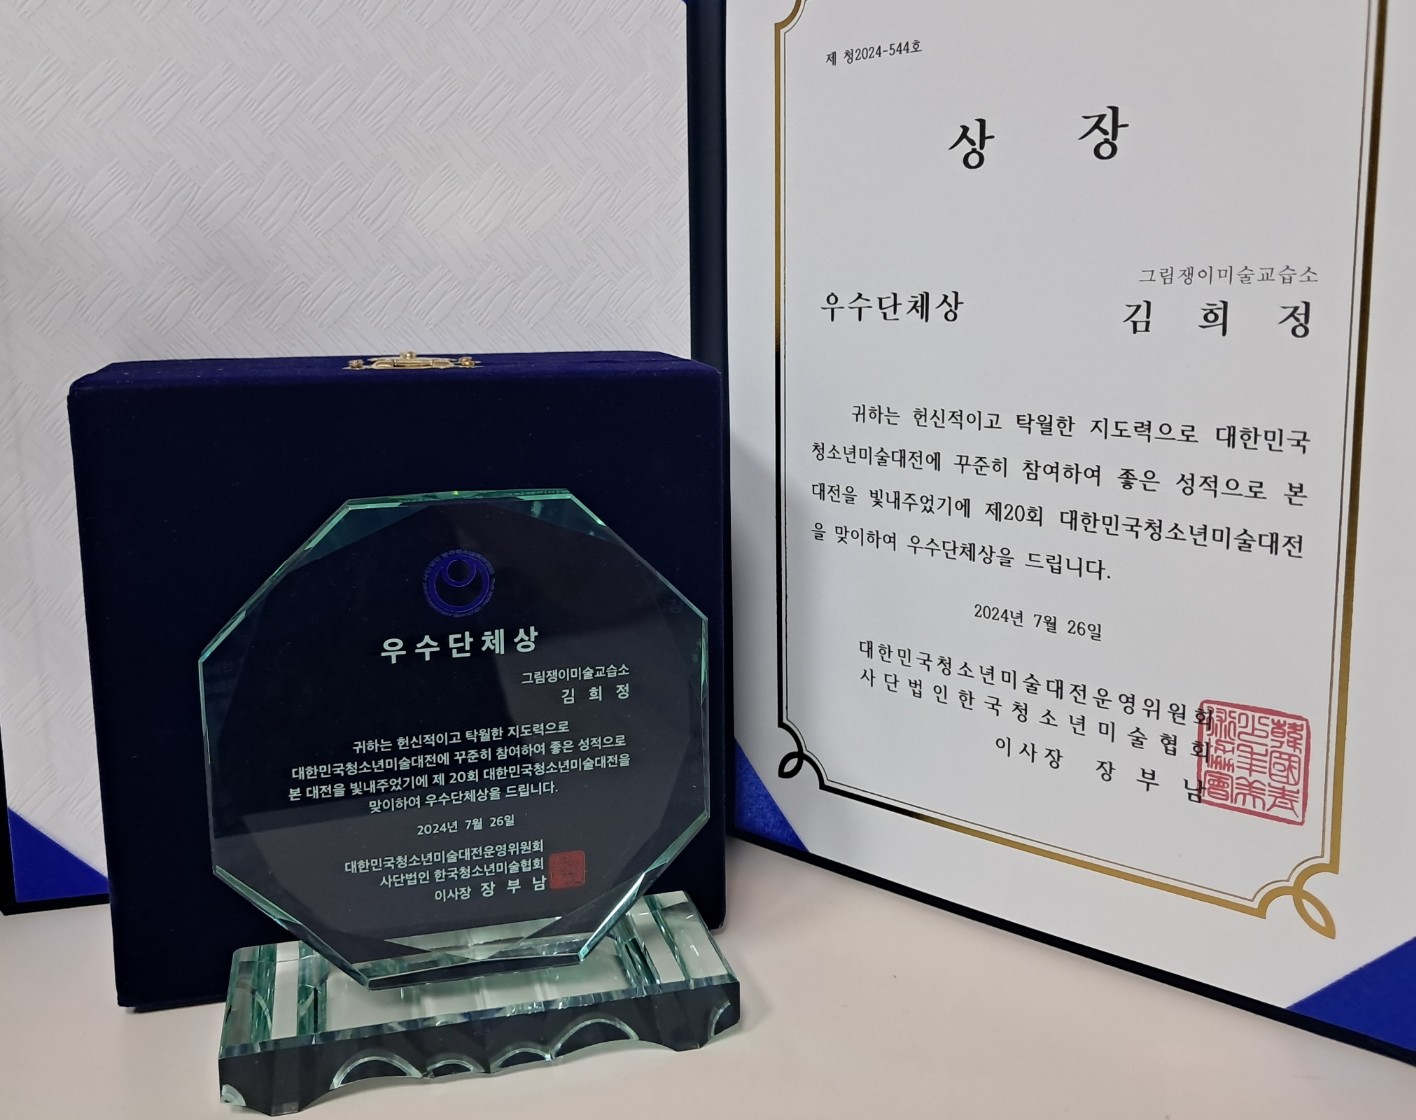 우수단체상
그림쟁이미술교습소
김 희 정
귀하는 헌신적이고 탁월한 지도력으로
대한민국청소년미술대전에 꾸준히 참여하여 좋은 성적으로
본 대전을 빛내주었기에 제 20회 대한민국청소년미술대전을
맞이하여 우수단체상을 드립니다.
2024년 7월 26일
대한민국청소년미술대전운영위원회
사단법인 한국청소년미술협회
이사장 장 부 남
제 청2024-544호
상 장
그림쟁이미술교습소
우수단체상 김 희 정
귀하는 헌신적이고 탁월한 지도력으로 대한민국
청소년미술대전에 꾸준히 참여하여 좋은 성적으로 본
대전을 빛내주었기에 제20회 대한민국청소년미술대전
을 맞이하여 우수단체상을 드립니다.
2024년 7월 26일
대한민국청소년미술대전운영위원회
사단법인한국청소년미술협회
이사장 장 부 남